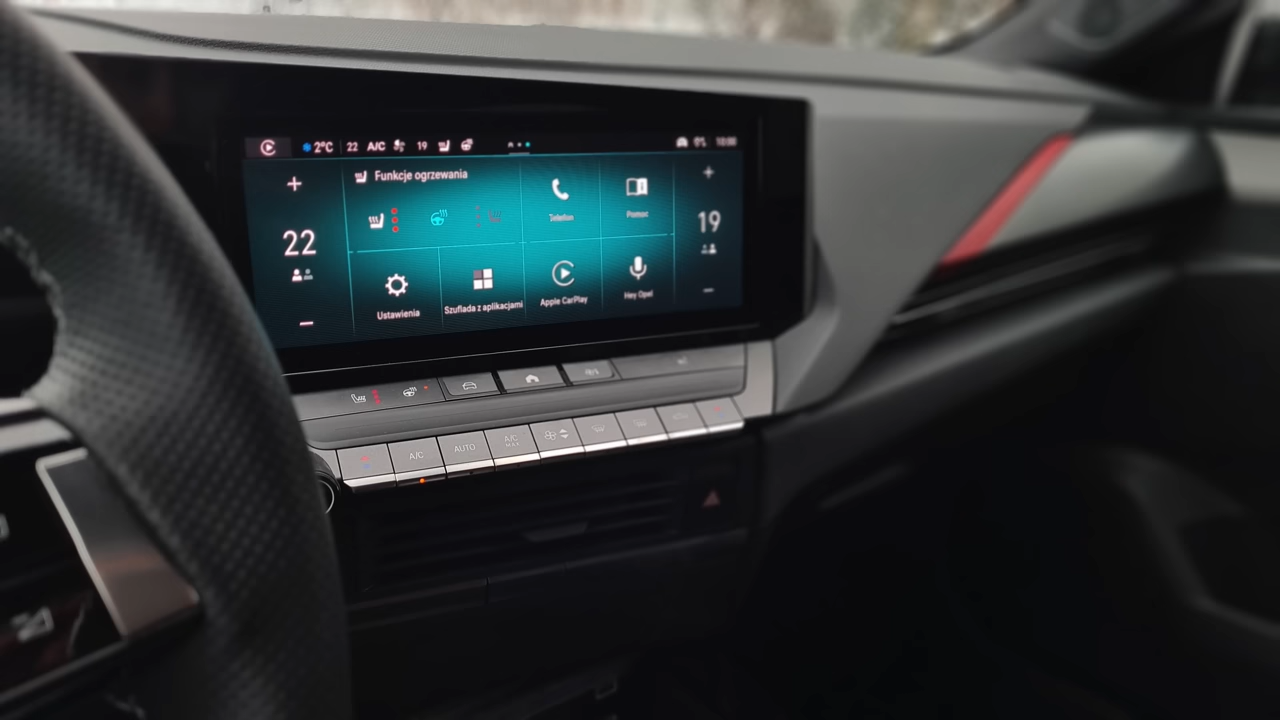 2°C 22 A/C 19
22
Funkcje ogrzewania
Telefon
Pomoc
19
Ustawienia
Szuflada z aplikacjami
Apple CarPlay
Hey Opel
A/C
AUTO
A/C
MAX